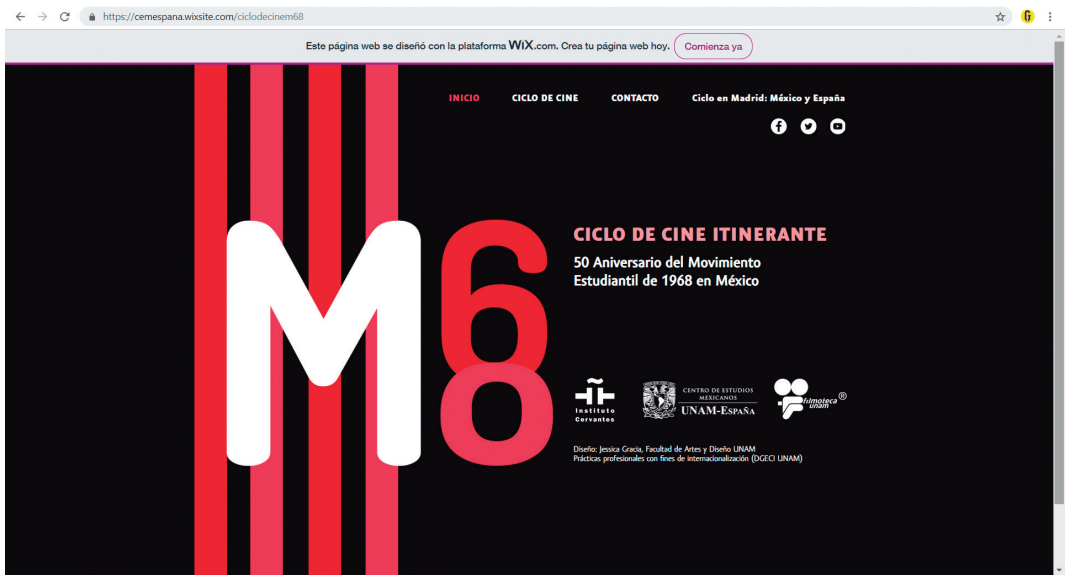 https://cemespana.wixsite.com/ciclodecinem68
G
Este página web se diseñó con la plataforma WiX.com. Crea tu página web hoy. Comienza ya
INICIO CICLO DE CINE CONTACTO Ciclo en Madrid: México y España
M68
CICLO DE CINE ITINERANTE
50 Aniversario del Movimiento
Estudiantil de 1968 en México
Instituto
Cervantes
CENTRO DE ESTUDIOS
MEXICANOS
UNAM-ESPAÑA
filmoteca ®
unam
Diseño: Jessica Gracia, Facultad de Artes y Diseño UNAM
Prácticas profesionales con fines de internacionalización (DGECI UNAM)